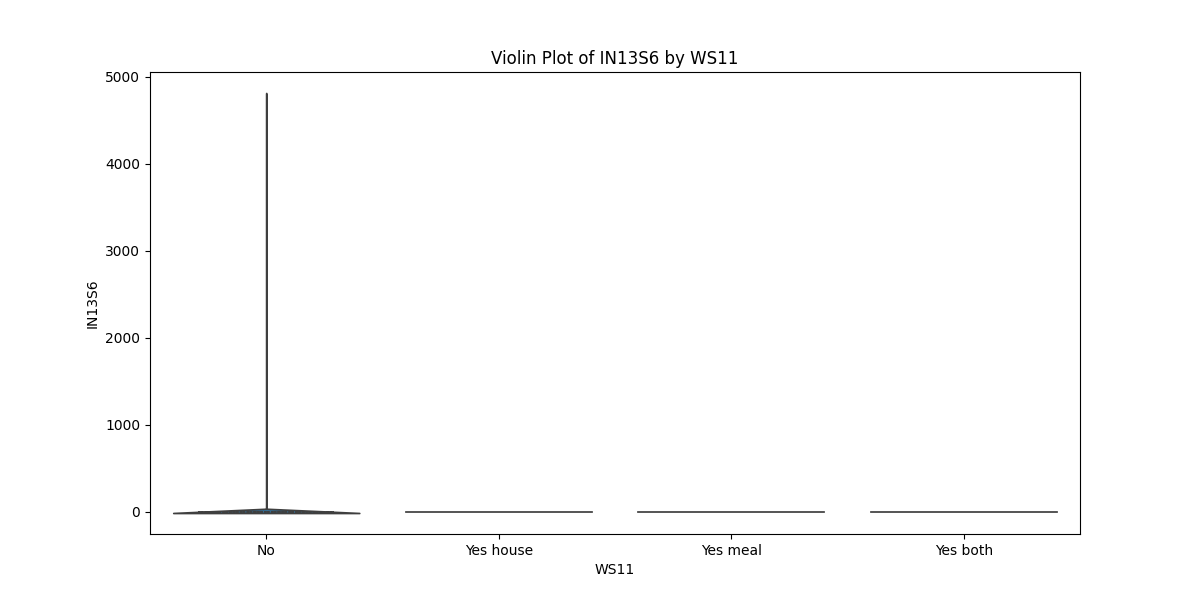 Violin Plot of IN13S6 by WS11
5000
4000
3000
2000
1000
0
IN13S6
No
Yes house
Yes meal
Yes both
WS11